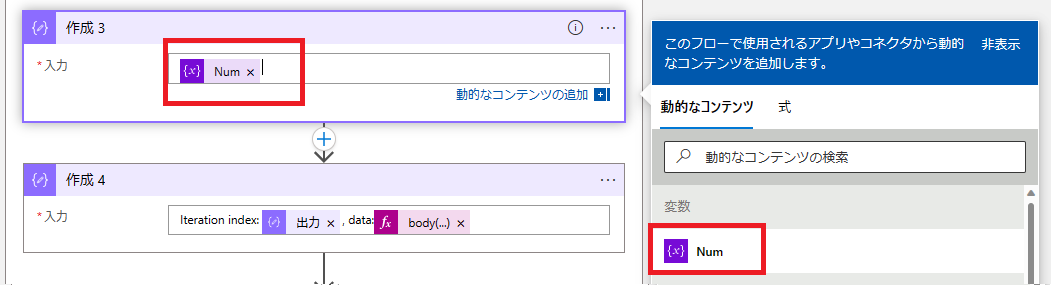 作成 3
*入力
{x} Num ×
動的なコンテンツの追加
作成 4
*入力
Iteration index: 出力 × , data: fx body(...) ×
このフローで使用されるアプリやコネクタから動的なコンテンツを追加します。
非表示
動的なコンテンツ 式
動的なコンテンツの検索
変数
{x} Num